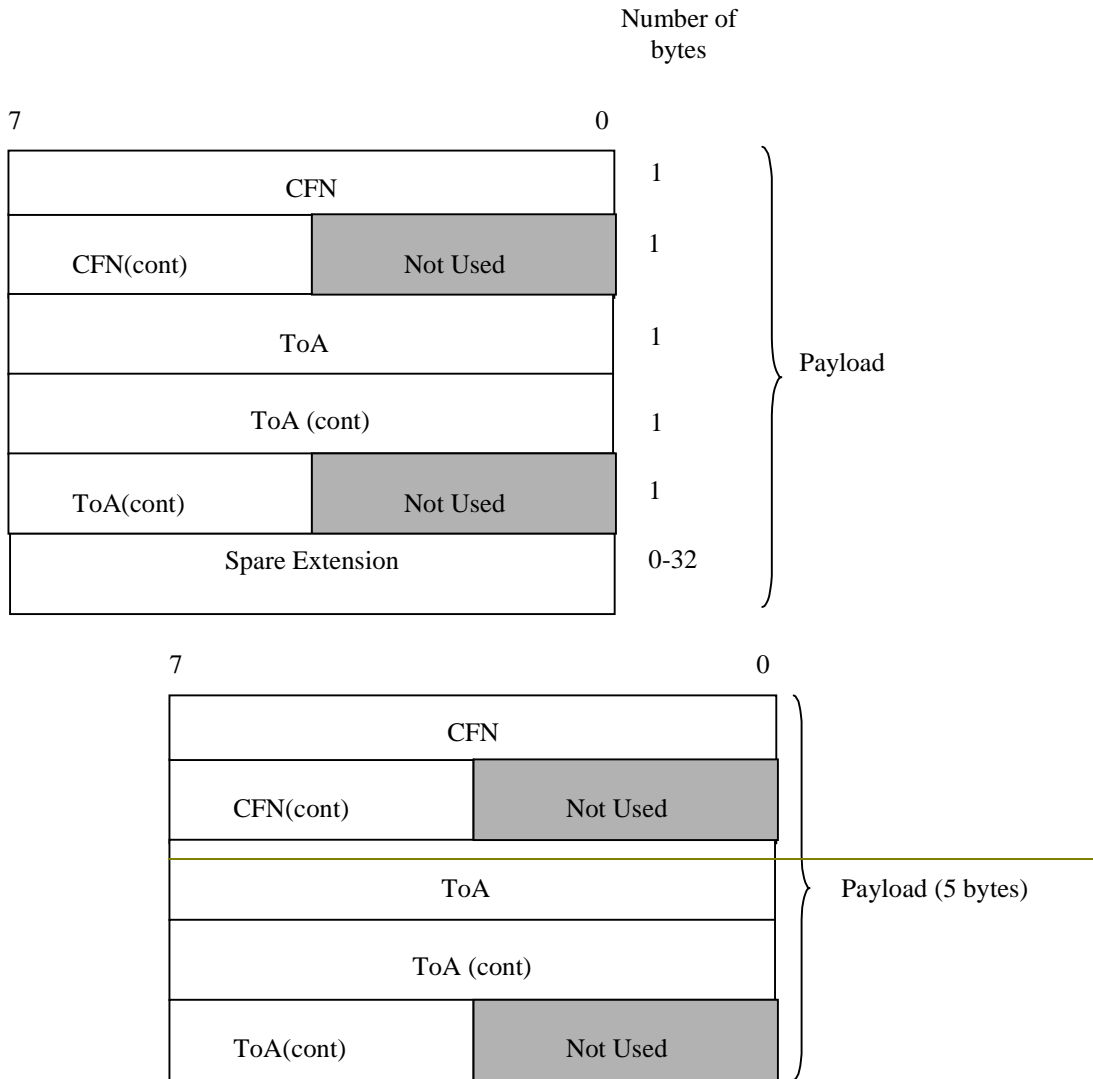 Number of
bytes
7 0
CFN 1
CFN(cont) Not Used 1
ToA 1
Payload
ToA (cont) 1
ToA(cont) Not Used 1
Spare Extension 0-32
7 0
CFN
CFN(cont) Not Used
ToA Payload (5 bytes)
ToA (cont)
ToA(cont) Not Used